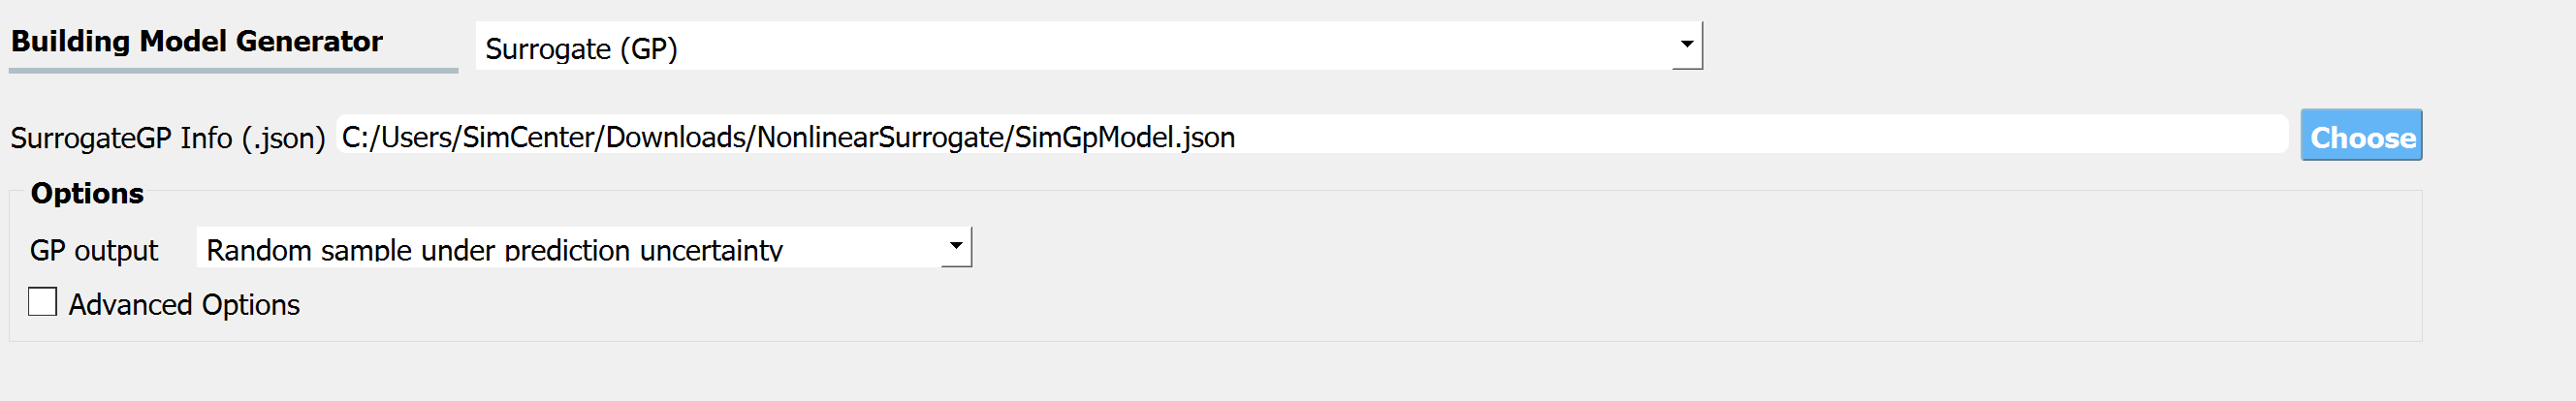 Building Model Generator Surrogate (GP)
SurrogateGP Info (.json) C:/Users/SimCenter/Downloads/NonlinearSurrogate/SimGpModel.json Choose
Options
GP output Random sample under prediction uncertainty
Advanced Options